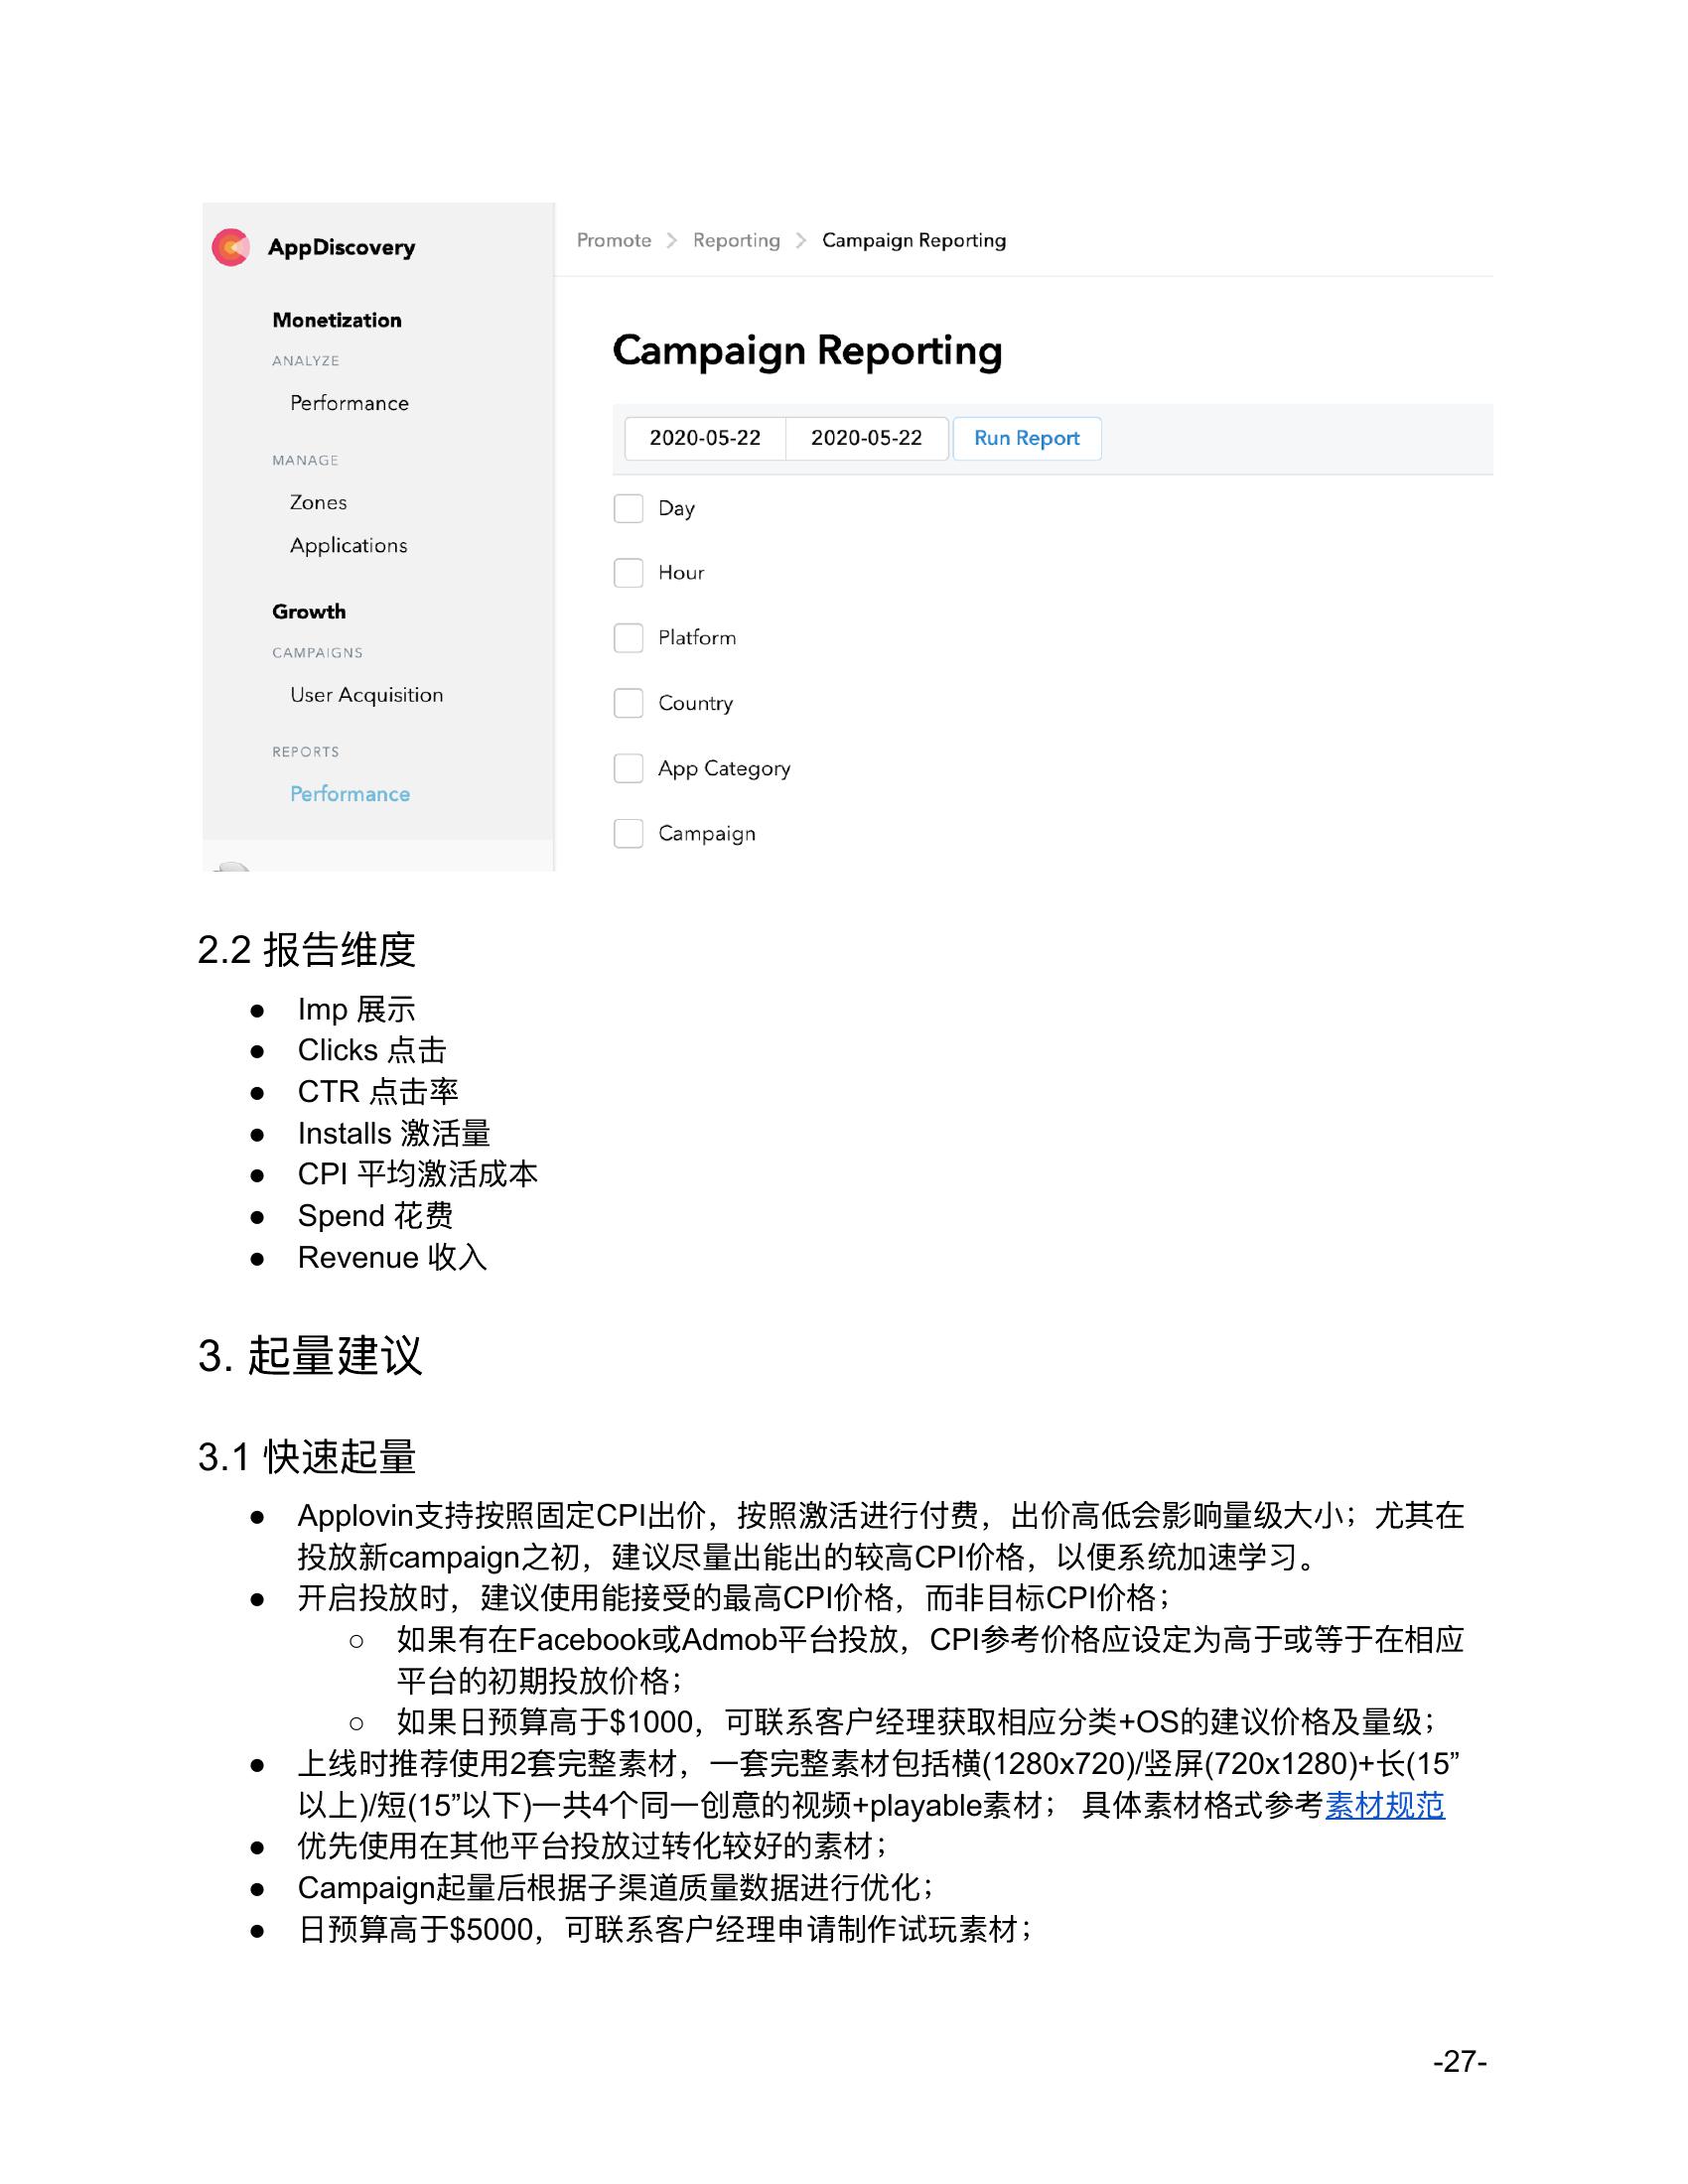 AppDiscovery
Monetization
ANALYZE
Performance
MANAGE
Zones
Applications
Growth
CAMPAIGNS
User Acquisition
REPORTS
Performance
Promote > Reporting > Campaign Reporting
Campaign Reporting
2020-05-22 2020-05-22 Run Report
Day
Hour
Platform
Country
App Category
Campaign
2.2 报告维度
● Imp 展示
● Clicks 点击
● CTR 点击率
● Installs 激活量
● CPI 平均激活成本
● Spend 花费
● Revenue 收入
3. 起量建议
3.1 快速起量
● Applovin支持按照固定CPI出价，按照激活进行付费，出价高低会影响量级大小；尤其在
投放新campaign之初，建议尽量出能出的较高CPI价格，以便系统加速学习。
● 开启投放时，建议使用能接受的最高CPI价格，而非目标CPI价格；
○ 如果有在Facebook或Admob平台投放，CPI参考价格应设定为高于或等于在相应
平台的初期投放价格；
○ 如果日预算高于$1000，可联系客户经理获取相应分类+OS的建议价格及量级；
● 上线时推荐使用2套完整素材，一套完整素材包括横(1280x720)/竖屏(720x1280)+长(15”
以上)/短(15”以下)一共4个同一创意的视频+playable素材； 具体素材格式参考素材规范
● 优先使用在其他平台投放过转化较好的素材；
● Campaign起量后根据子渠道质量数据进行优化；
● 日预算高于$5000，可联系客户经理申请制作试玩素材；
-27-